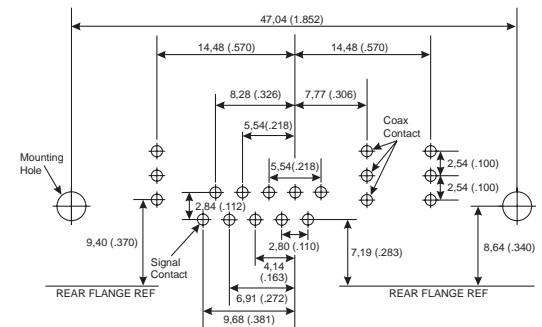 47,04 (1.852)
14,48 (.570)
14,48 (.570)
8,28 (.326)
7,77 (.306)
5,54(.218)
Coax
Contact
Mounting
Hole
5,54(.218)
2,54 (.100)
2,54 (.100)
2,84 (.112)
9,40 (.370)
Signal
Contact
2,80 (.110)
7,19 (.283)
8,64 (.340)
4,14
(.163)
REAR FLANGE REF
6,91 (.272)
REAR FLANGE REF
9,68 (.381)